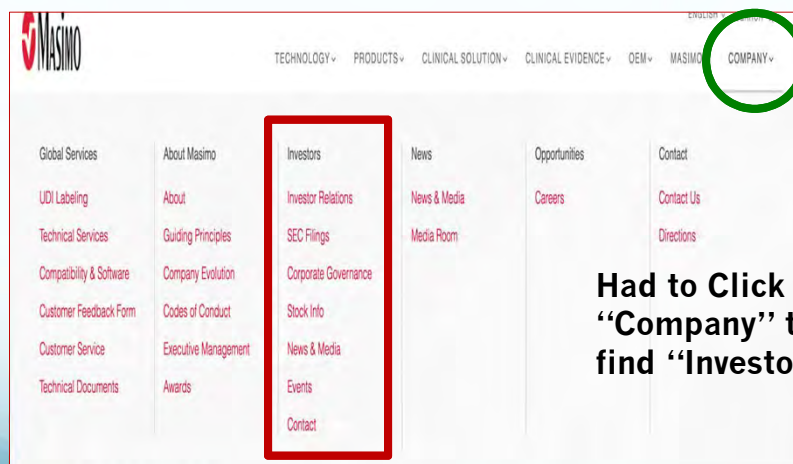 Masimo
ENGLISH
TECHNOLOGY PRODUCTS CLINICAL SOLUTION CLINICAL EVIDENCE OEM MASIMO COMPANY
Global Services
UDI Labeling
Technical Services
Compatibility & Software
Customer Feedback Form
Customer Service
Technical Documents
About Masimo
About
Guiding Principles
Company Evolution
Codes of Conduct
Executive Management
Awards
Investors
Investor Relations
SEC Filings
Corporate Governance
Stock Info
News & Media
Events
Contact
News
News & Media
Media Room
Opportunities
Careers
Contact
Contact Us
Directions
Had to Click
“Company”
find